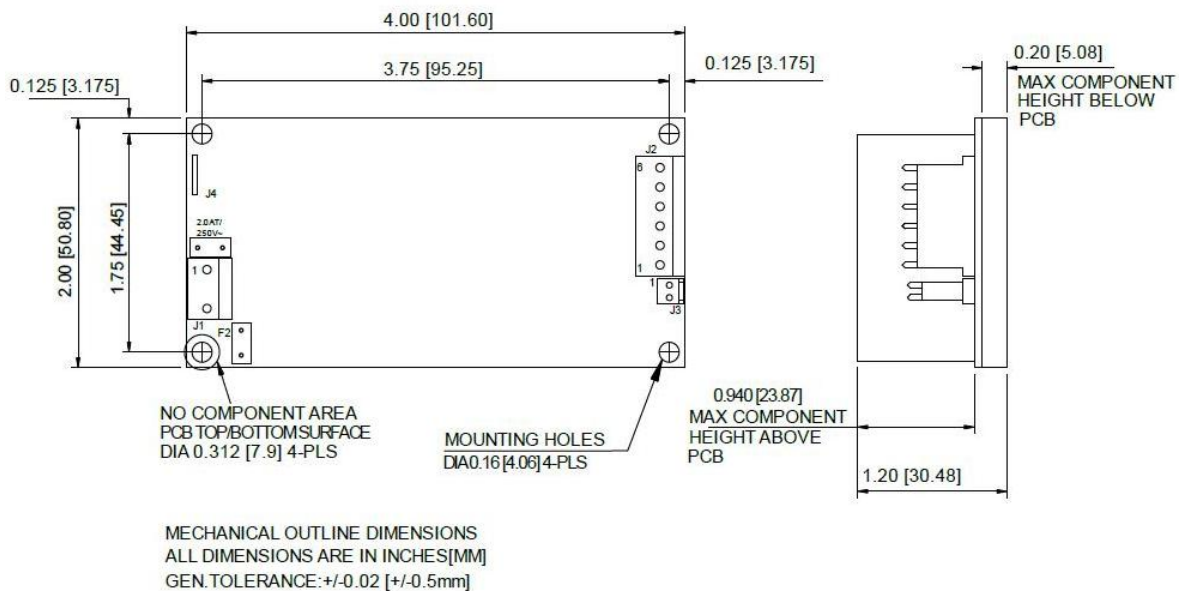 4.00 [101.60]
3.75 [95.25]
0.125 [3.175]
0.125 [3.175]
0.20 [5.08]
MAX COMPONENT
HEIGHT BELOW
PCB
2.00 [50.80]
1.75 [44.45]
J4
2.0AT/
250V~
1
J1
F2
J2
6
1
1
J3
NO COMPONENT AREA
PCB TOP/BOTTOM SURFACE
DIA 0.312 [7.9] 4-PLS
MOUNTING HOLES
DIA0.16 [4.06] 4-PLS
0.940 [23.87]
MAX COMPONENT
HEIGHT ABOVE
PCB
1.20 [30.48]
MECHANICAL OUTLINE DIMENSIONS
ALL DIMENSIONS ARE IN INCHES[MM]
GEN.TOLERANCE:+/-0.02 [+/-0.5mm]